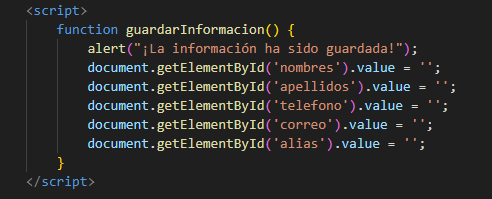 <script>
function guardarInformacion() {
alert("¡La información ha sido guardada!");
document.getElementById('nombres').value = '';
document.getElementById('apellidos').value = '';
document.getElementById('telefono').value = '';
document.getElementById('correo').value = '';
document.getElementById('alias').value = '';
}
</script>